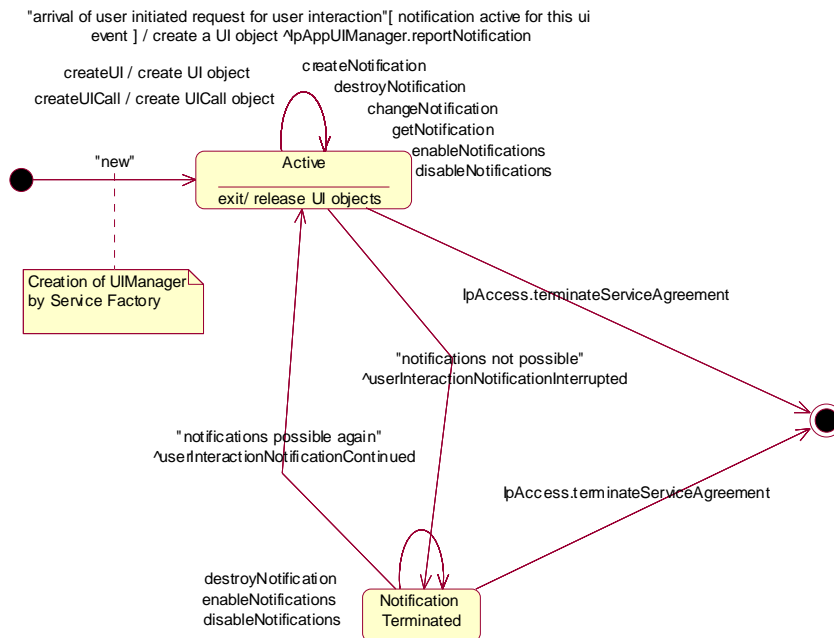 "arrival of user initiated request for user interaction"[ notification active for this ui
event ] / create a UI object ^IpAppUIManager.reportNotification
createUI / create UI object
createUICall / create UICall object
createNotification
destroyNotification
changeNotification
getNotification
enableNotifications
disableNotifications
"new"
Active
exit/ release UI objects
Creation of UIManager
by Service Factory
IpAccess.terminateServiceAgreement
"notifications not possible"
^userInteractionNotificationInterrupted
"notifications possible again"
^userInteractionNotificationContinued
IpAccess.terminateServiceAgreement
destroyNotification
enableNotifications
disableNotifications
Notification
Terminated